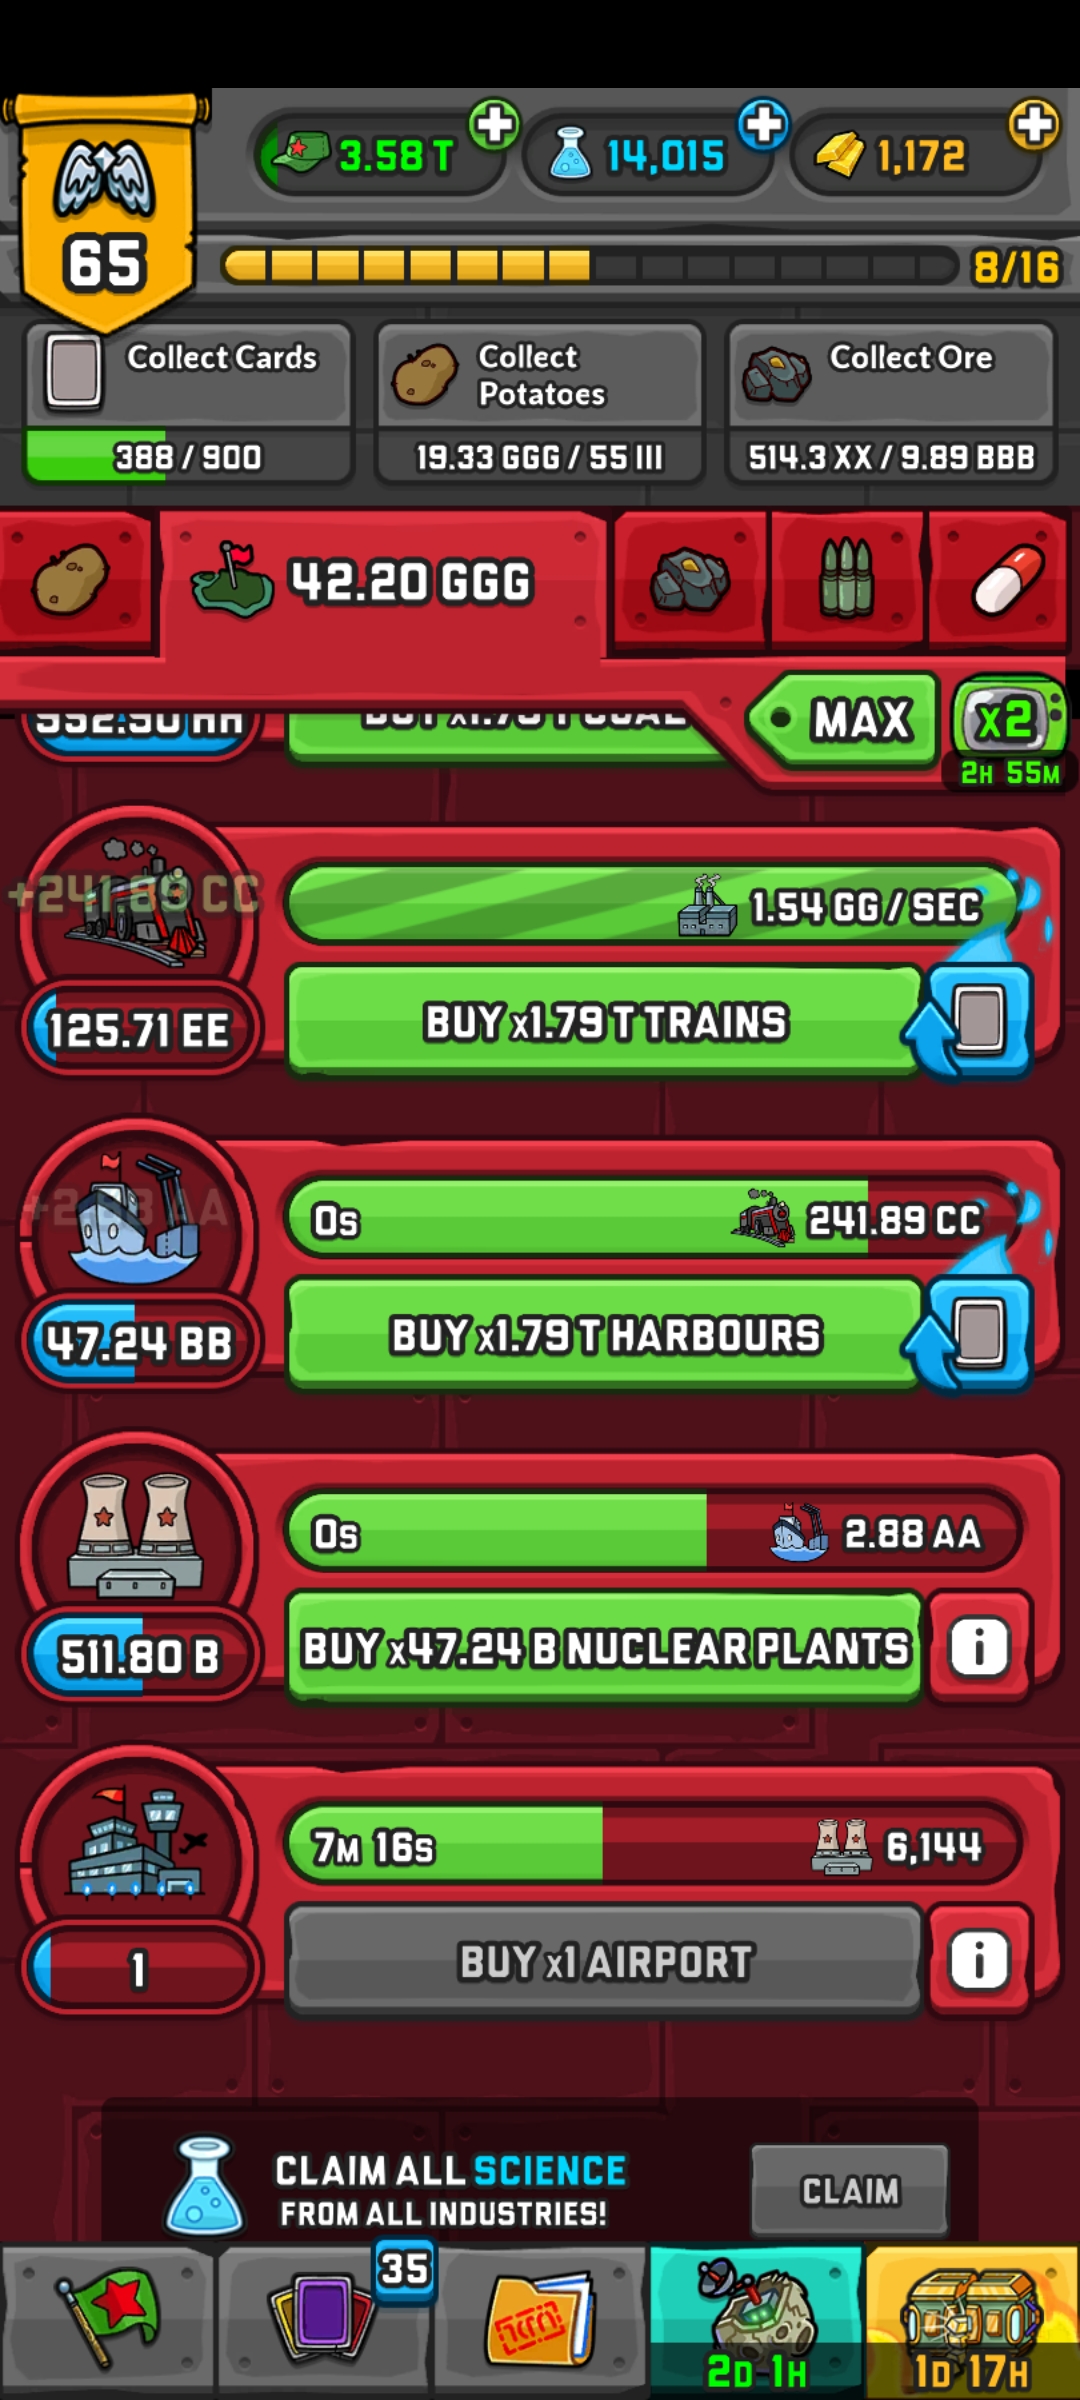 3.58 T
14,015
1,172
65
8/16
Collect Cards
388 / 900
Collect
Potatoes
19.33 GGG / 55 III
Collect Ore
514.3 XX / 9.89 BBB
42.20 GGG
MAX
x2
2H 55M
+241.89 CC
1.54 GG / SEC
125.71 EE
BUY x1.79 T TRAINS
0s
241.89 CC
47.24 BB
BUY x1.79 T HARBOURS
0s
2.88 AA
511.80 B
BUY x47.24 B NUCLEAR PLANTS
7M 16s
6,144
1
BUY x1 AIRPORT
CLAIM ALL SCIENCE
FROM ALL INDUSTRIES!
CLAIM
35
2D 1H
1D 17H